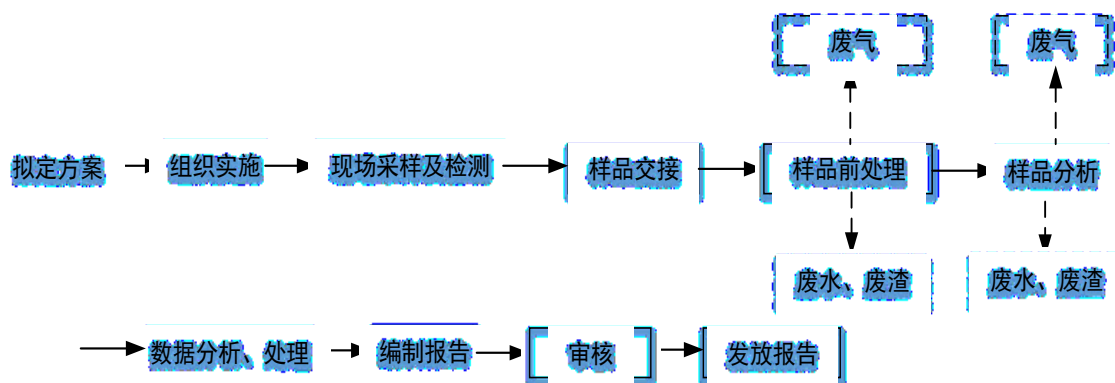 废气 废气
拟定方案 组织实施 现场采样及检测 样品交接 样品前处理 样品分析
废水、废渣 废水、废渣
数据分析、处理 编制报告 审核 发放报告